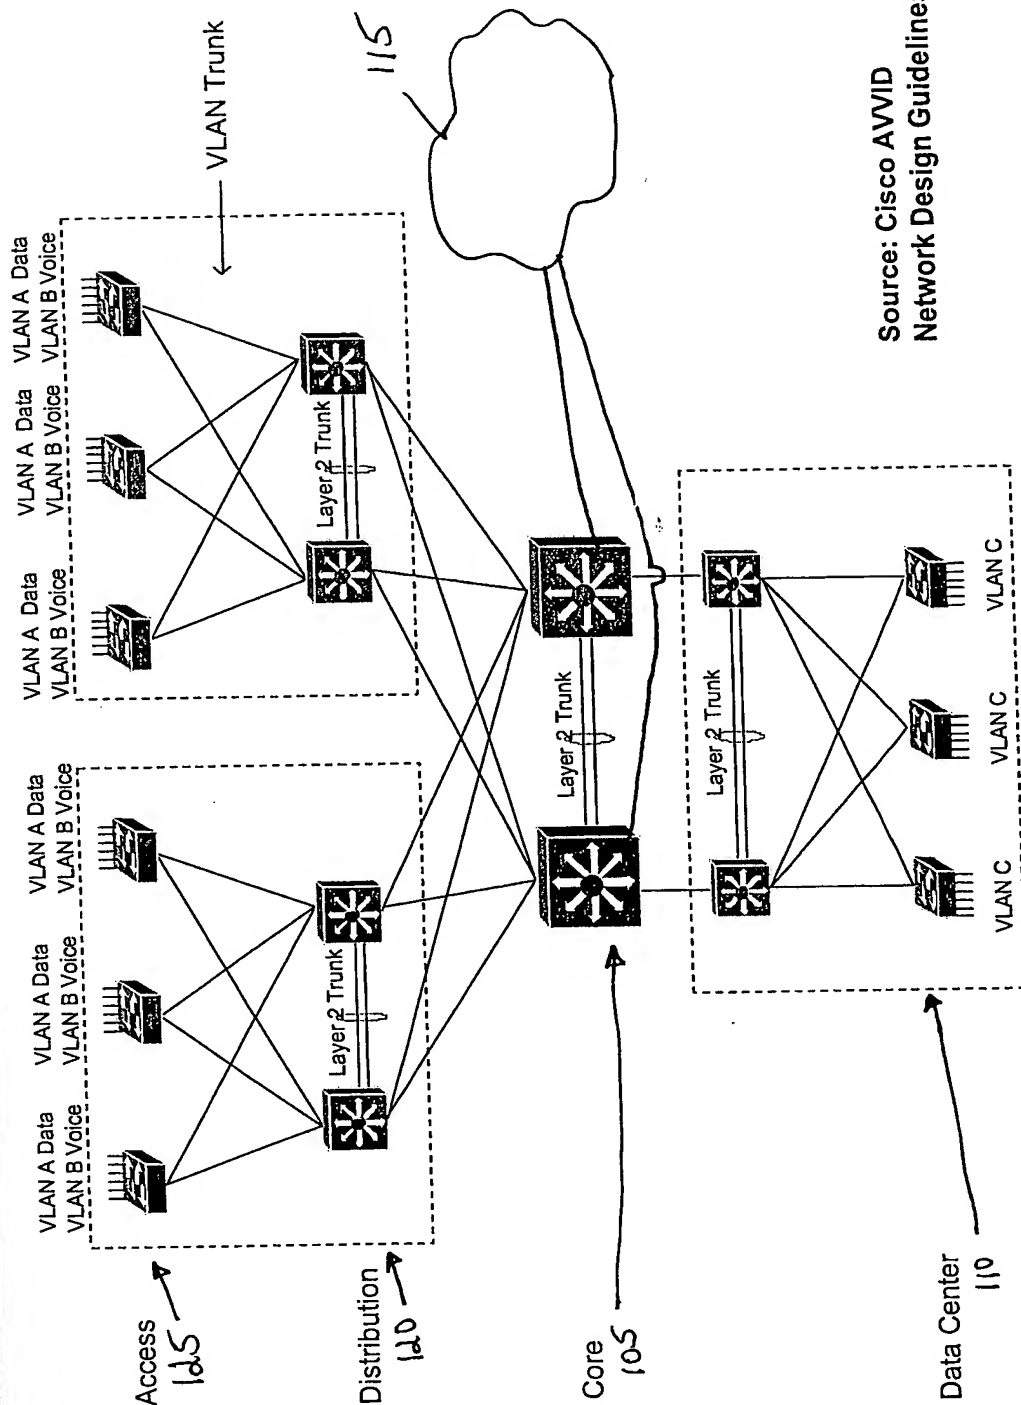 VLAN A Data
VLAN B Voice
VLAN A Data
VLAN B Voice
VLAN A Data
VLAN B Voice
VLAN A Data
VLAN B Voice
VLAN A Data
VLAN B Voice
VLAN A Data
VLAN B Voice
Access
125
VLAN Trunk
Distribution
120
Layer 2 Trunk
Layer 2 Trunk
115
Core
105
Layer 2 Trunk
Data Center
110
Layer 2 Trunk
VLAN C
VLAN C
VLAN C
Source: Cisco AVVID
Network Design Guidelines